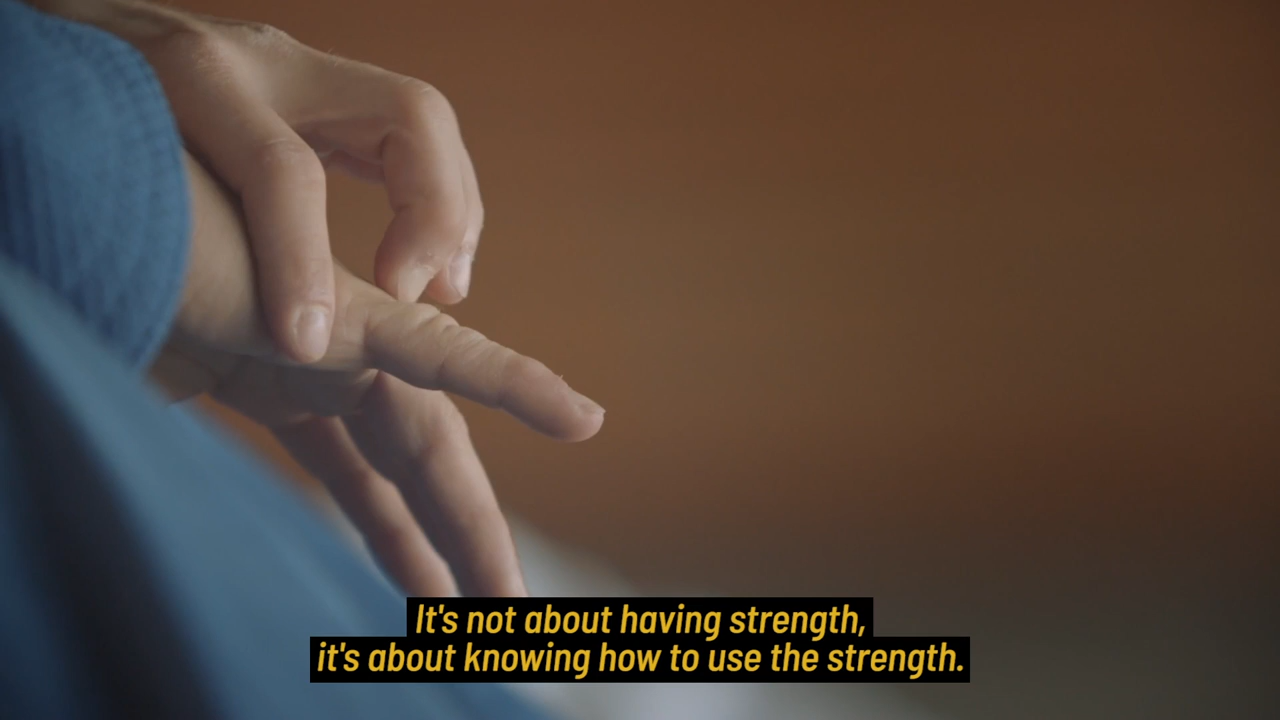 It's not about having strength,
it's about knowing how to use the strength.